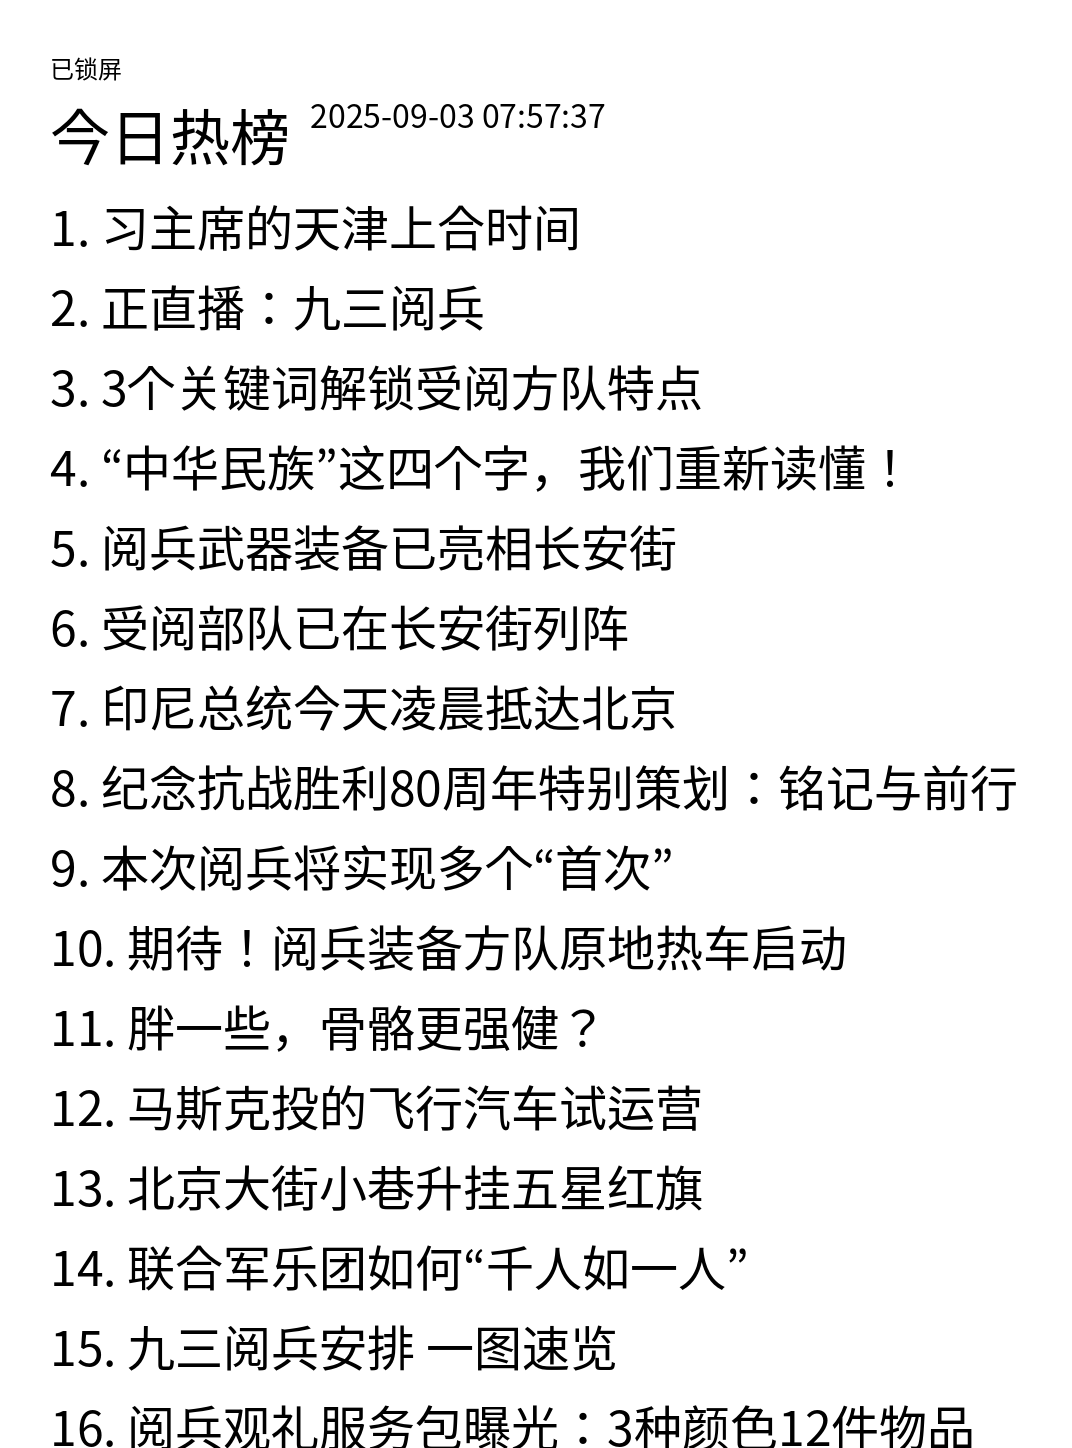 已锁屏
今日热榜 2025-09-03 07:57:37
1. 习主席的天津上合时间
2. 正直播：九三阅兵
3. 3个关键词解锁受阅方队特点
4. “中华民族”这四个字，我们重新读懂！
5. 阅兵武器装备已亮相长安街
6. 受阅部队已在长安街列阵
7. 印尼总统今天凌晨抵达北京
8. 纪念抗战胜利80周年特别策划：铭记与前行
9. 本次阅兵将实现多个“首次”
10. 期待！阅兵装备方队原地热车启动
11. 胖一些，骨骼更强健？
12. 马斯克投的飞行汽车试运营
13. 北京大街小巷升挂五星红旗
14. 联合军乐团如何“千人如一人”
15. 九三阅兵安排 一图速览
16. 阅兵观礼服务包曝光：3种颜色12件物品